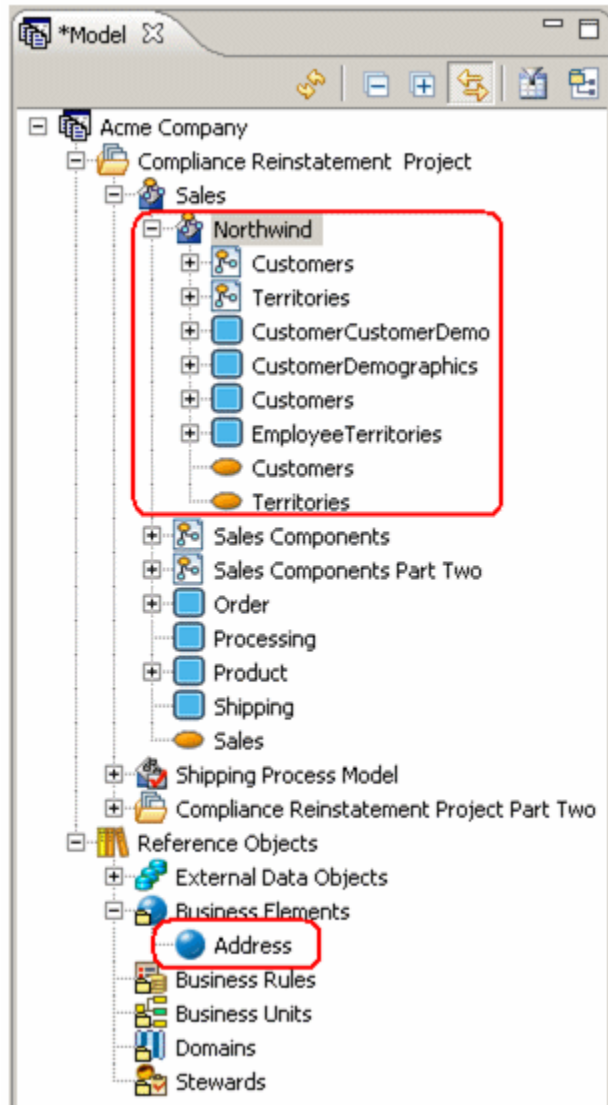 *Model
Acme Company
Compliance Reinstatement Project
Sales
Northwind
Customers
Territories
CustomerCustomerDemo
CustomerDemographics
Customers
EmployeeTerritories
Customers
Territories
Sales Components
Sales Components Part Two
Order
Processing
Product
Shipping
Sales
Shipping Process Model
Compliance Reinstatement Project Part Two
Reference Objects
External Data Objects
Business Elements
Address
Business Rules
Business Units
Domains
Stewards